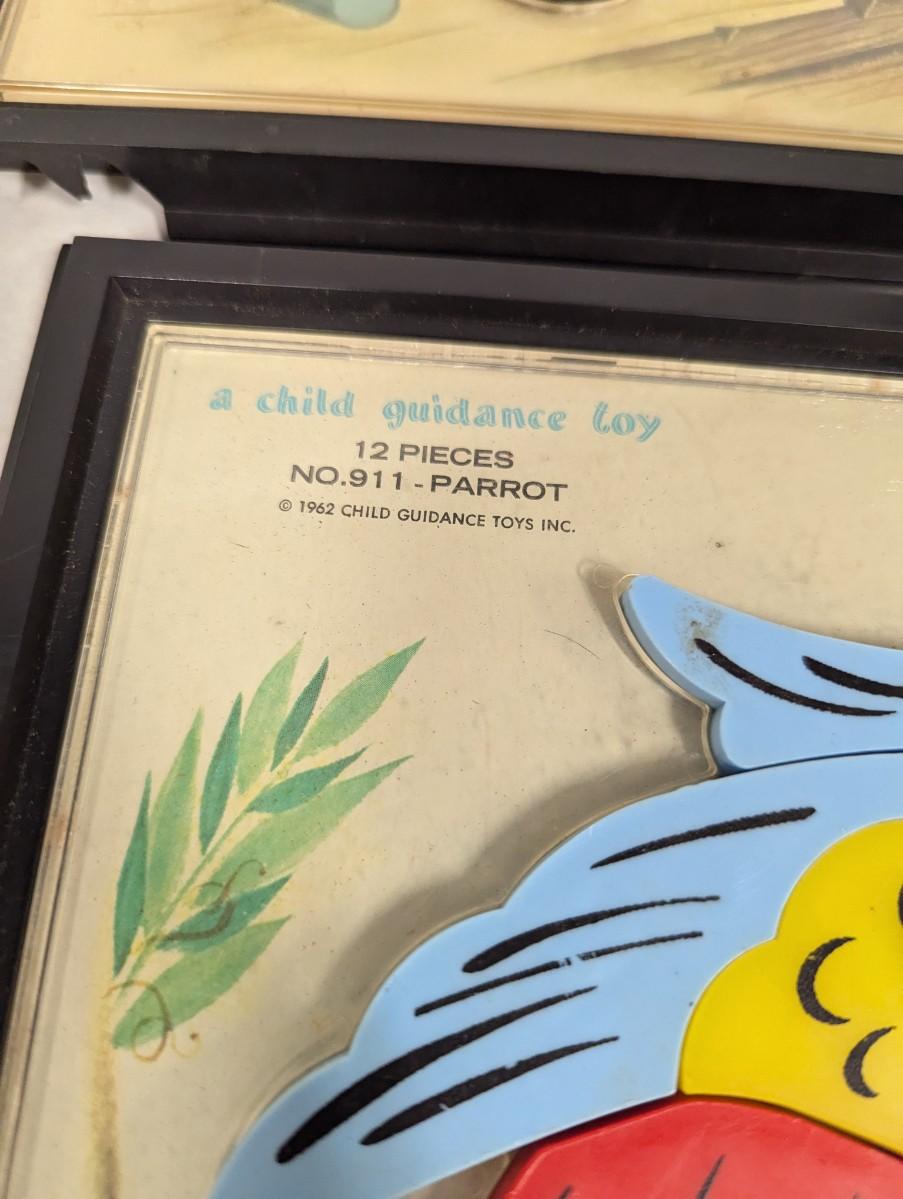 a child guidance toy
12 PIECES
NO.911 - PARROT
© 1962 CHILD GUIDANCE TOYS INC.